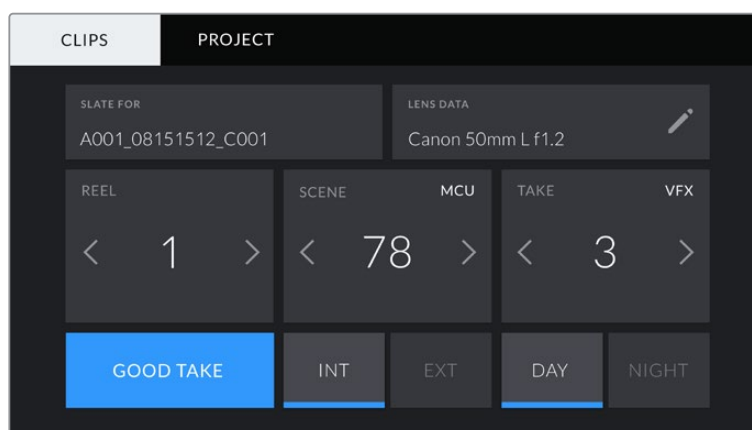 CLIPS PROJECT
SLATE FOR
A001_08151512_C001
LENS DATA
Canon 50mm L f1.2
REEL
1
SCENE MCU
78
TAKE VFX
3
GOOD TAKE
INT EXT
DAY NIGHT